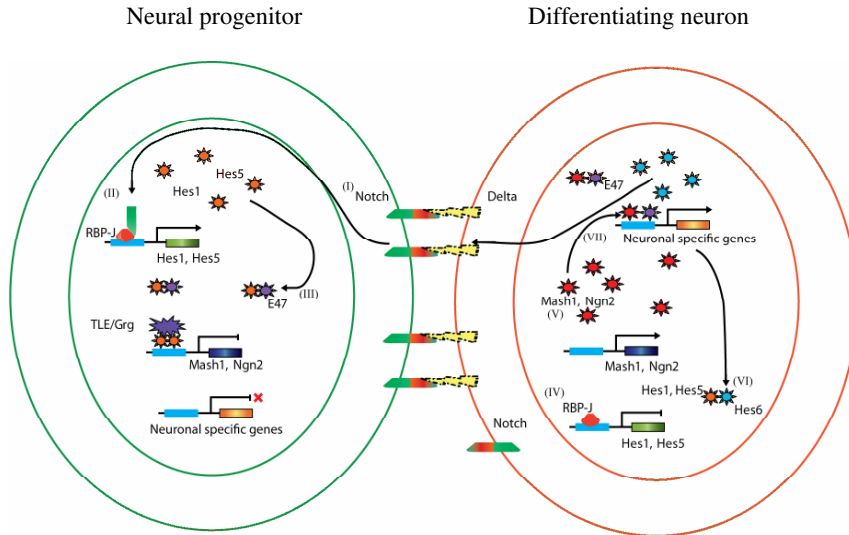 Neural progenitor
Differentiating neuron
(I) Notch
Delta
(II)
Hes5
Hes1
RBP-J
Hes1, Hes5
(III)
E47
TLE/Grg
Mash1, Ngn2
Neuronal specific genes
E47
(VII)
Neuronal specific genes
Mash1, Ngn2
(V)
Mash1, Ngn2
Hes1, Hes5
(VI)
Hes6
(IV)
RBP-J
Hes1, Hes5
Notch